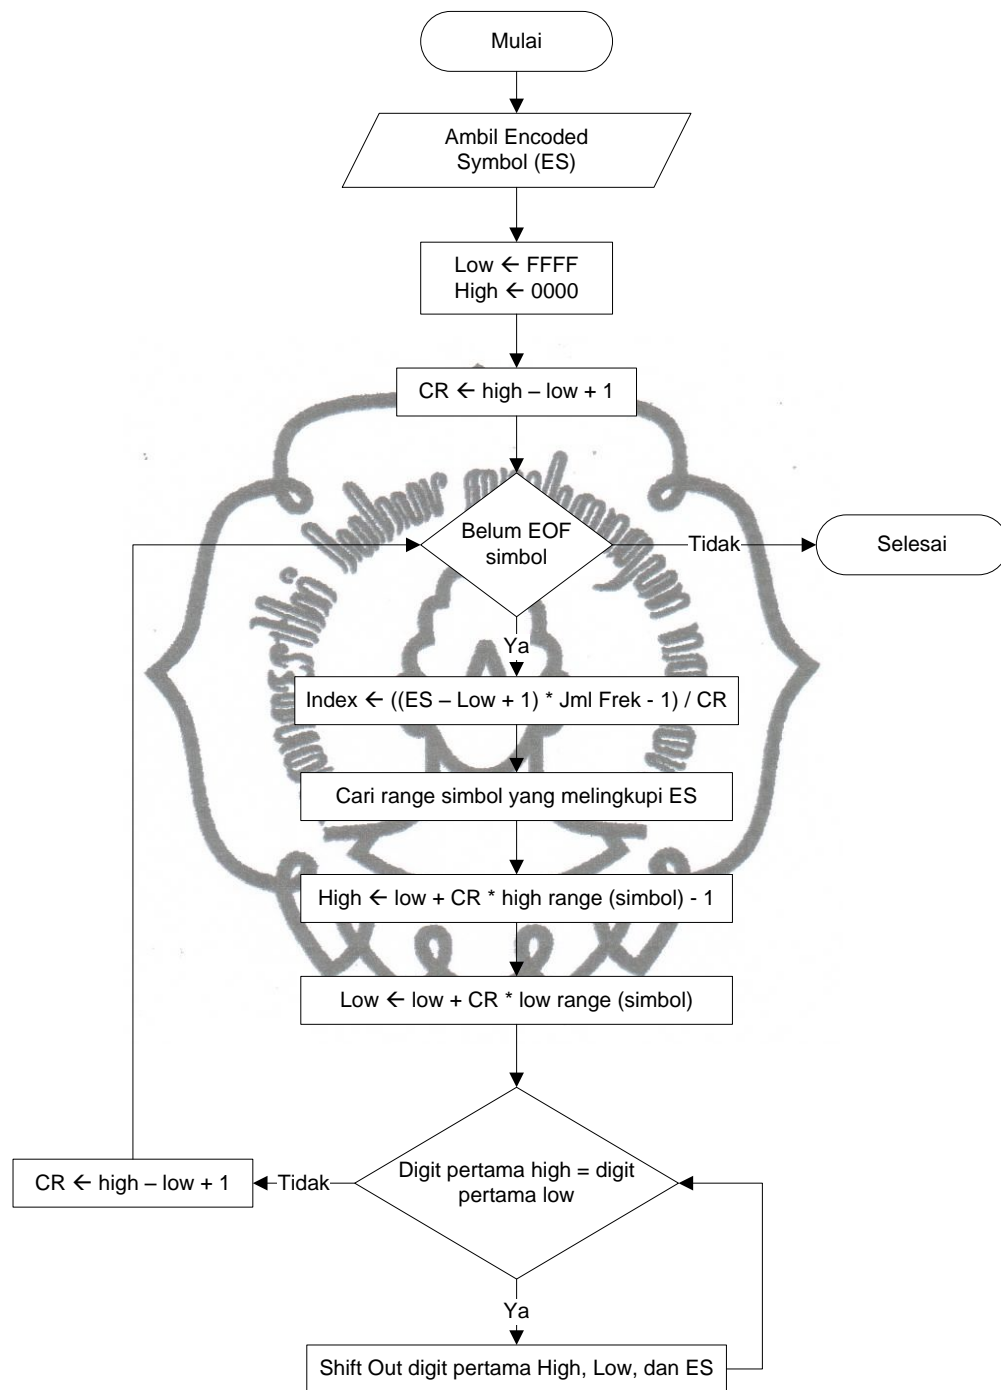 Mulai
Ambil Encoded
Symbol (ES)
Low ← FFFF
High ← 0000
CR ← high – low + 1
Belum EOF
simbol
Tidak
Selesai
Ya
Index ← ((ES – Low + 1) * Jml Frek - 1) / CR
Cari range simbol yang melingkupi ES
High ← low + CR * high range (simbol) - 1
Low ← low + CR * low range (simbol)
Digit pertama high = digit
pertama low
Tidak
CR ← high – low + 1
Ya
Shift Out digit pertama High, Low, dan ES